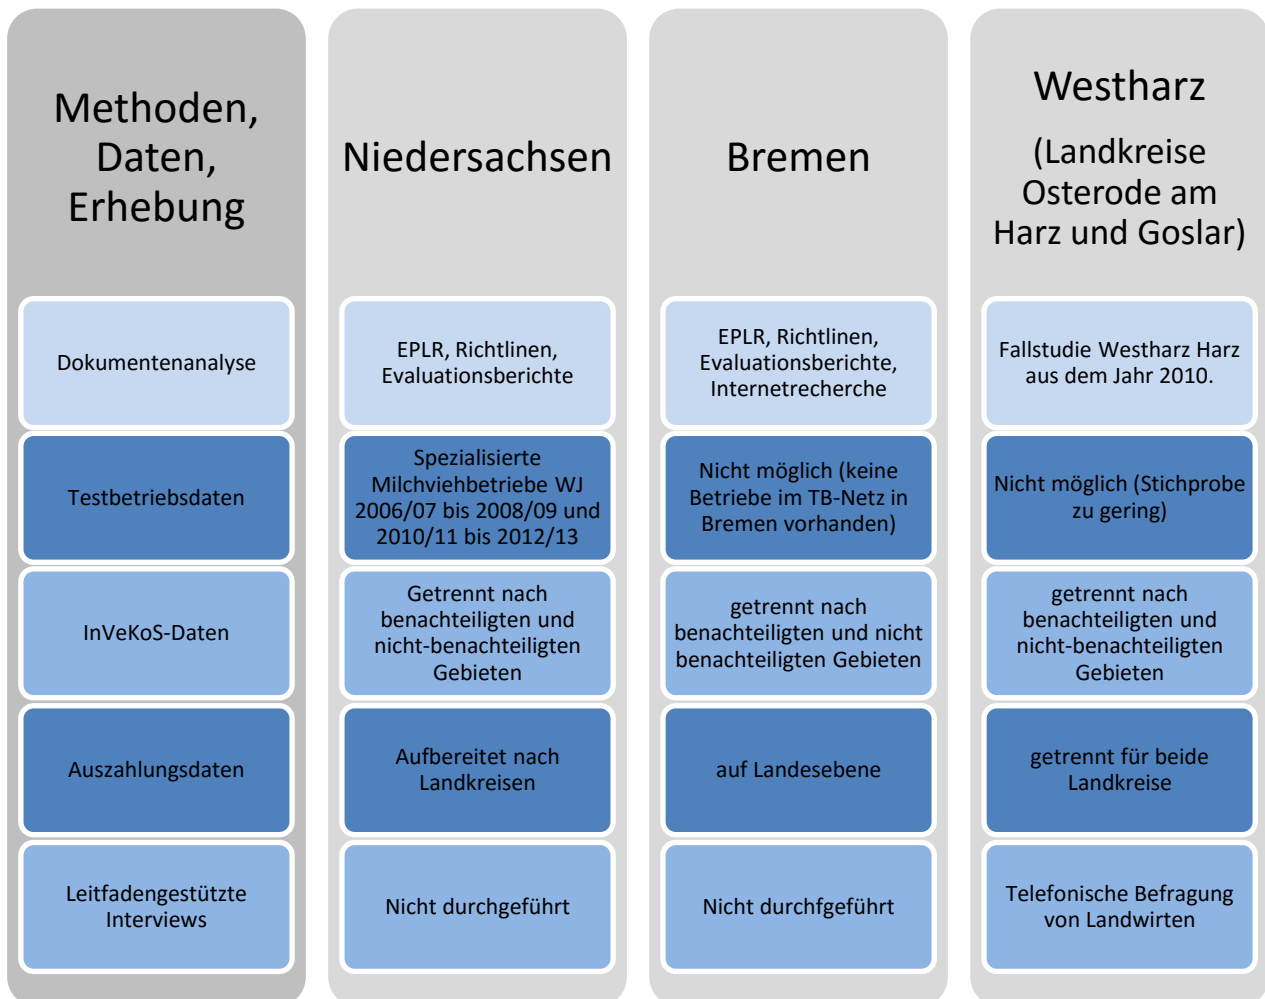 Methoden,
Daten,
Erhebung
Dokumentenanalyse
Testbetriebsdaten
InVeKoS-Daten
Auszahlungsdaten
Leitfadengestützte
Interviews
Niedersachsen
EPLR, Richtlinen,
Evaluationsberichte
Spezialisierte
Milchviehbetriebe WJ
2006/07 bis 2008/09 und
2010/11 bis 2012/13
Getrennt nach
benachteiligten und
nicht-benachteiligten
Gebieten
Aufbereitet nach
Landkreisen
Nicht durchgeführt
Bremen
EPLR, Richtlinen,
Evaluationsberichte,
Internetrecherche
Nicht möglich (keine
Betriebe im TB-Netz in
Bremen vorhanden)
getrennt nach
benachteiligten und nicht
benachteiligten Gebieten
auf Landesebene
Nicht durchfgeführt
Westharz
(Landkreise
Osterode am
Harz und Goslar)
Fallstudie Westharz Harz
aus dem Jahr 2010.
Nicht möglich (Stichprobe
zu gering)
getrennt nach
benachteiligten und
nicht-benachteiligten
Gebieten
getrennt für beide
Landkreise
Telefonische Befragung
von Landwirten